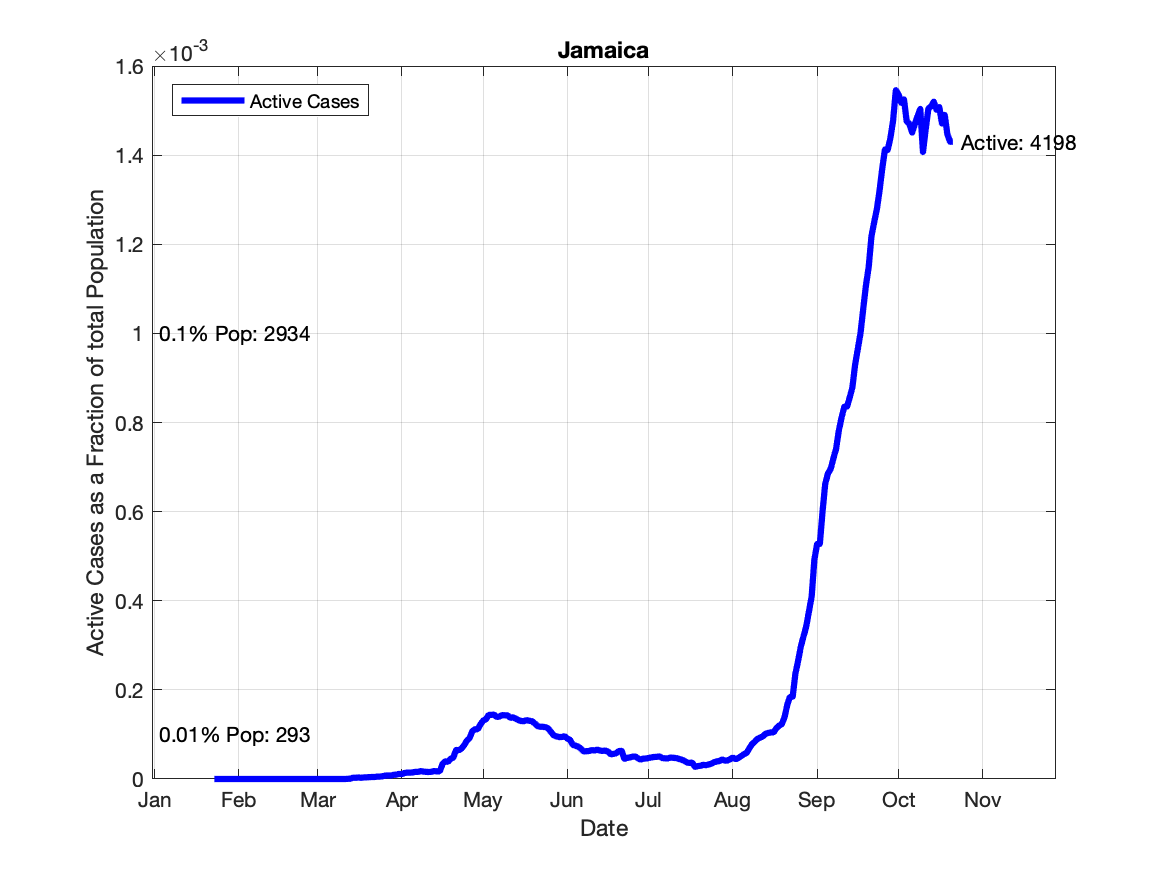 Jamaica
×10-3
1.6
1.4
1.2
1
0.8
0.6
0.4
0.2
0
Active Cases
Active: 4198
0.1% Pop: 2934
0.01% Pop: 293
Active Cases as a Fraction of total Population
Jan Feb Mar Apr May Jun Jul Aug Sep Oct Nov
Date